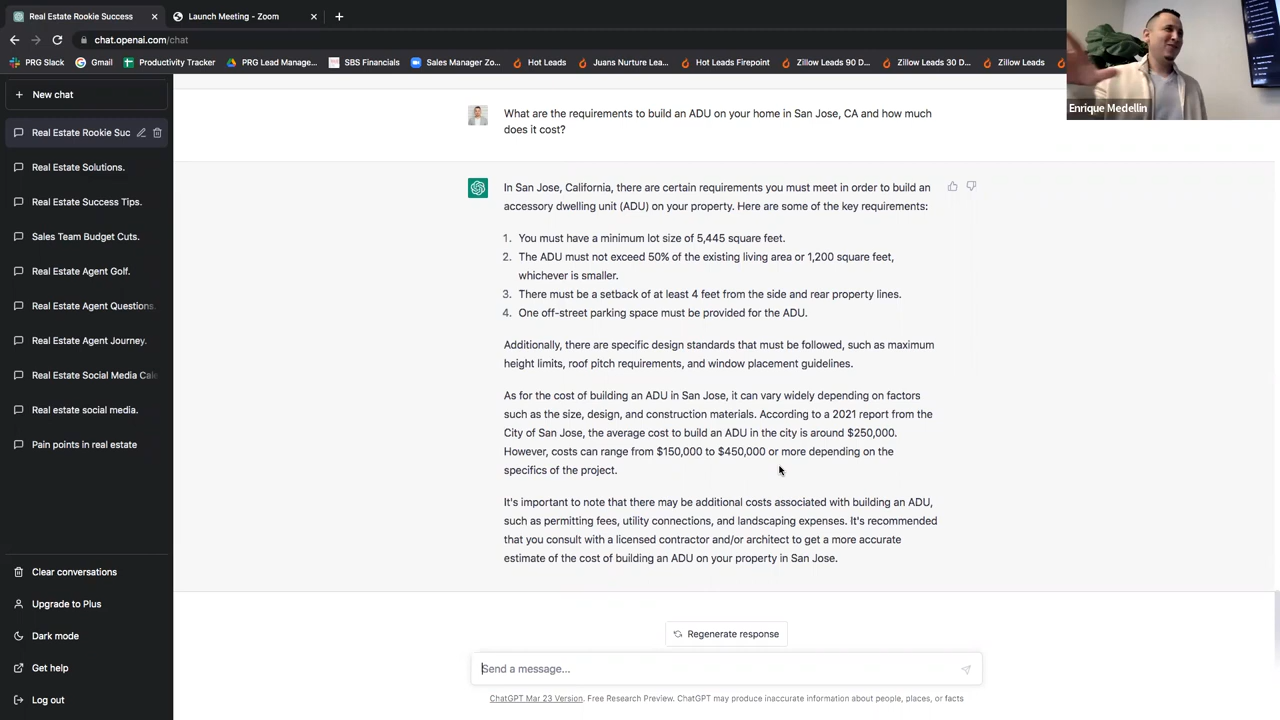 Real Estate Rookie Success
Launch Meeting - Zoom
chat.openai.com/chat
PRG Slack
Gmail
Productivity Tracker
PRG Lead Manage...
SBS Financials
Sales Manager Zo...
Hot Leads
Juans Nurture Lea...
Hot Leads Firepoint
Zillow Leads 90 D...
Zillow Leads 30 D...
Zillow Leads
Enrique Medellin
New chat
Real Estate Rookie Suc
Real Estate Solutions.
Real Estate Success Tips.
Sales Team Budget Cuts.
Real Estate Agent Golf.
Real Estate Agent Questions.
Real Estate Agent Journey.
Real Estate Social Media Cale
Real estate social media.
Pain points in real estate
Clear conversations
Upgrade to Plus
Dark mode
Get help
Log out
What are the requirements to build an ADU on your home in San Jose, CA and how much
does it cost?
In San Jose, California, there are certain requirements you must meet in order to build an
accessory dwelling unit (ADU) on your property. Here are some of the key requirements:
1. You must have a minimum lot size of 5,445 square feet.
2. The ADU must not exceed 50% of the existing living area or 1,200 square feet,
whichever is smaller.
3. There must be a setback of at least 4 feet from the side and rear property lines.
4. One off-street parking space must be provided for the ADU.
Additionally, there are specific design standards that must be followed, such as maximum
height limits, roof pitch requirements, and window placement guidelines.
As for the cost of building an ADU in San Jose, it can vary widely depending on factors
such as the size, design, and construction materials. According to a 2021 report from the
City of San Jose, the average cost to build an ADU in the city is around $250,000.
However, costs can range from $150,000 to $450,000 or more depending on the
specifics of the project.
It's important to note that there may be additional costs associated with building an ADU,
such as permitting fees, utility connections, and landscaping expenses. It's recommended
that you consult with a licensed contractor and/or architect to get a more accurate
estimate of the cost of building an ADU on your property in San Jose.
Regenerate response
Send a message...
ChatGPT Mar 23 Version. Free Research Preview. ChatGPT may produce inaccurate information about people, places, or facts